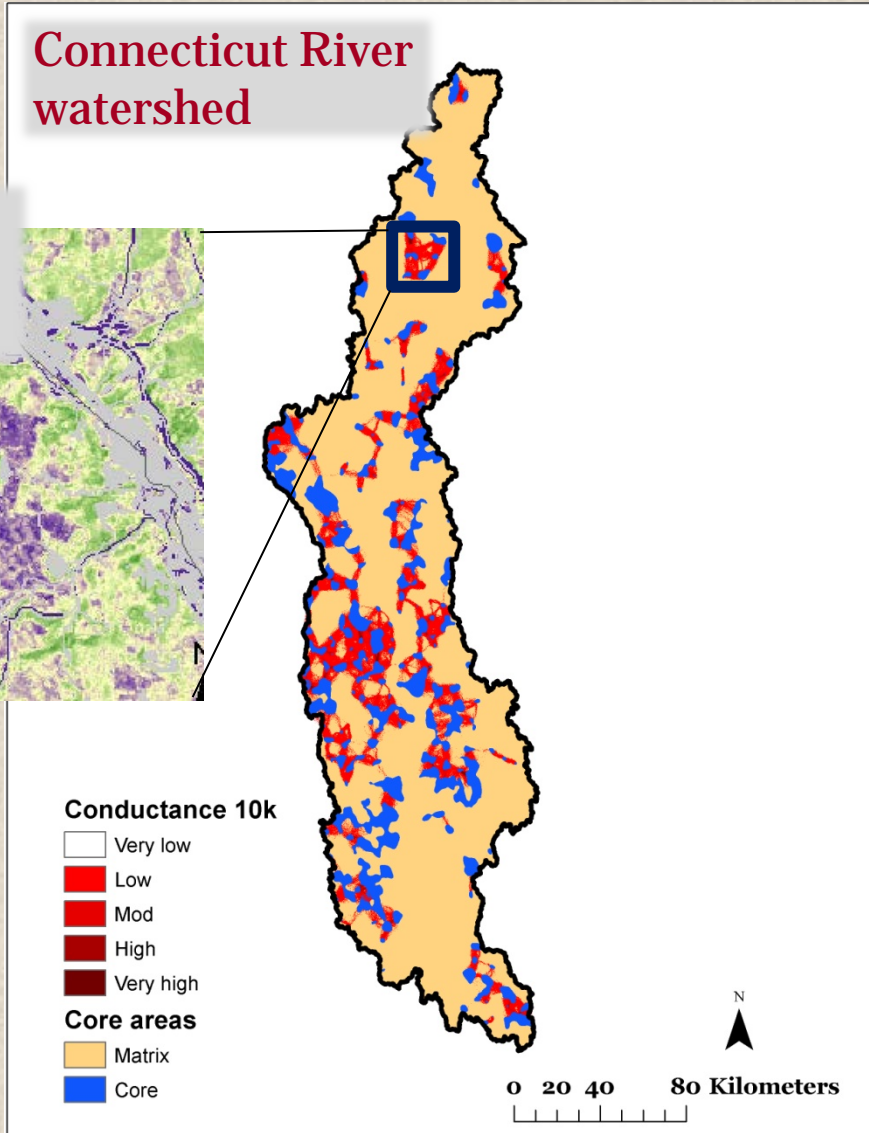 Connecticut River
watershed
Conductance 10k
Very low
Low
Mod
High
Very high
Core areas
Matrix
Core
N
0 20 40 80 Kilometers